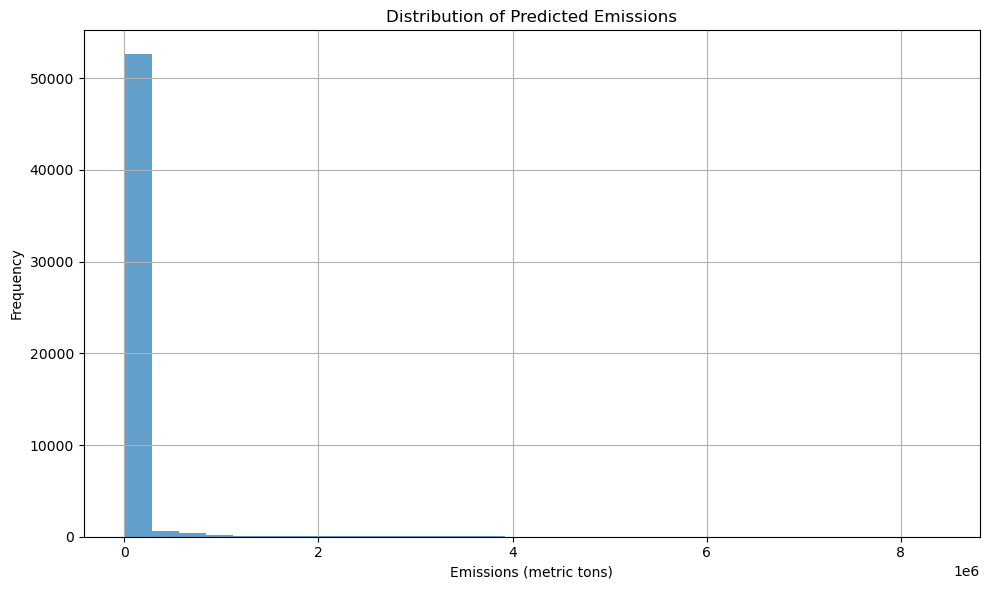 Distribution of Predicted Emissions
50000
40000
30000
20000
10000
0
Frequency
0 2 4 6 8
1e6
Emissions (metric tons)